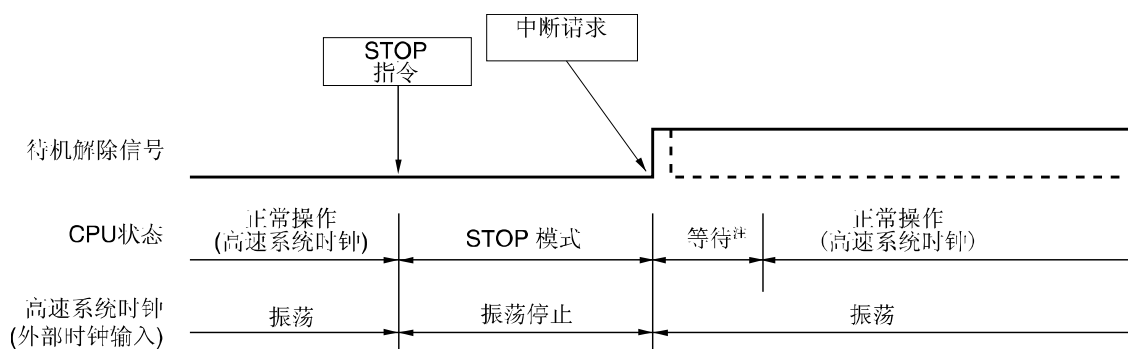 中断请求
STOP
指令
待机解除信号
CPU状态
正常操作
(高速系统时钟)
STOP 模式
等待注
正常操作
(高速系统时钟)
高速系统时钟
(外部时钟输入)
振荡
振荡停止
振荡